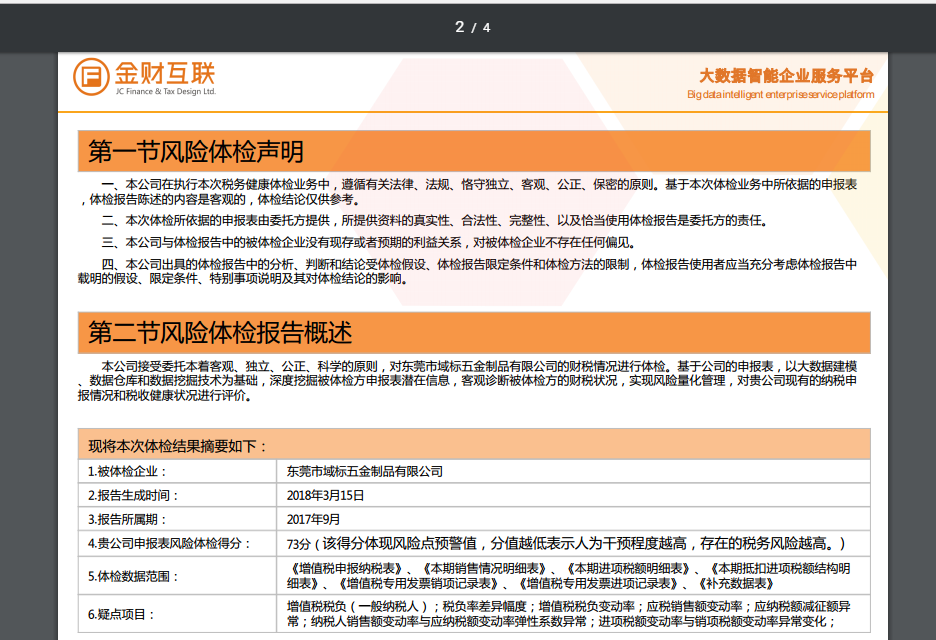 2 / 4
金财互联
JC Finance & Tax Design Ltd.
大数据智能企业服务平台
Big data intelligent enterprise service platform
第一节风险体检声明
一、本公司在执行本次税务健康体检业务中，遵循有关法律、法规、恪守独立、客观、公正、保密的原则。基于本次体检业务中所依据的申报表
，体检报告陈述的内容是客观的，体检结论仅供参考。
二、本次体检所依据的申报表由委托方提供，所提供资料的真实性、合法性、完整性、以及恰当使用体检报告是委托方的责任。
三、本公司与体检报告中的被体检企业没有现存或者预期的利益关系，对被体检企业不存在任何偏见。
四、本公司出具的体检报告中的分析、判断和结论受体检假设、体检报告限定条件和体检方法的限制，体检报告使用者应当充分考虑体检报告中
载明的假设、限定条件、特别事项说明及其对体检结论的影响。
第二节风险体检报告概述
本公司接受委托本着客观、独立、公正、科学的原则，对东莞市域标五金制品有限公司的财税情况进行体检。基于公司的申报表，以大数据建模
、数据仓库和数据挖掘技术为基础，深度挖掘被体检方申报表潜在信息，客观诊断被体检方的财税状况，实现风险量化管理，对贵公司现有的纳税申
报情况和税收健康状况进行评价。
现将本次体检结果摘要如下：
1.被体检企业： 东莞市域标五金制品有限公司
2.报告生成时间： 2018年3月15日
3.报告所属期： 2017年9月
4.贵公司申报表风险体检得分： 73分（该得分体现风险点预警值，分值越低表示人为干预程度越高，存在的税务风险越高。）
5.体检数据范围： 《增值税申报纳税表》、《本期销售情况明细表》、《本期进项税额明细表》、《本期抵扣进项税额结构明
细表》、《增值税专用发票销项记录表》、《增值税专用发票进项记录表》、《补充数据表》
6.疑点项目： 增值税税负（一般纳税人）；税负率差异幅度；增值税税负变动率；应税销售额变动率；应纳税额减征额异
常；纳税人销售额变动率与应纳税额变动率弹性系数异常；进项税额变动率与销项税额变动率异常变化；